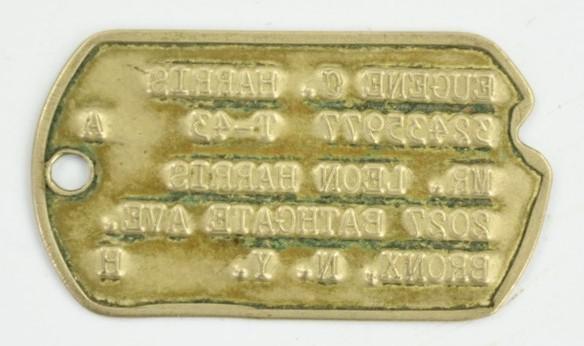 EUGENE C. HARRIS
32435977 T-43 A
MR. LEON HARRIS
2027 BATHGATE AVE.
BRONX, N. Y. H